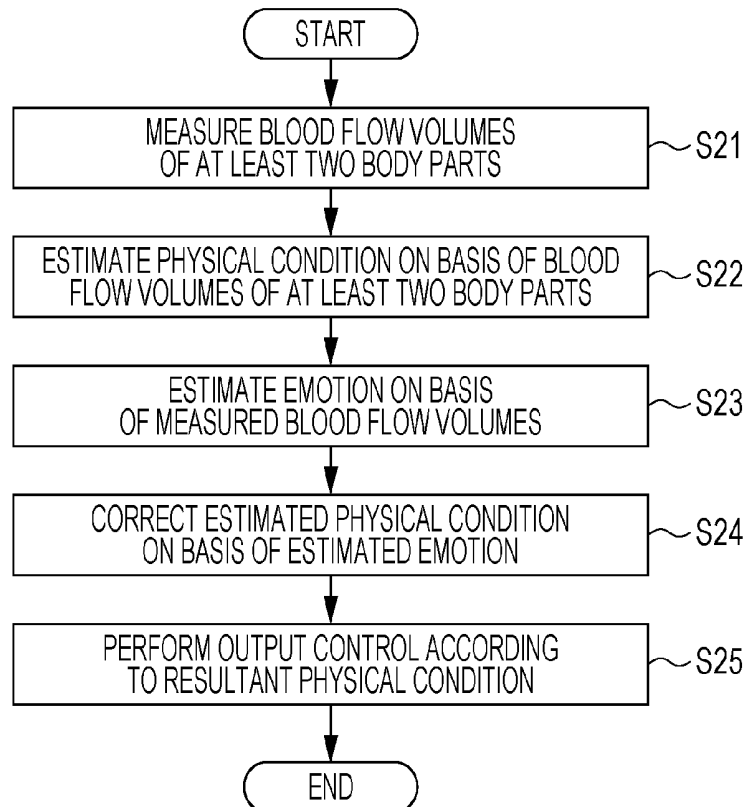 START
MEASURE BLOOD FLOW VOLUMES
OF AT LEAST TWO BODY PARTS
S21
ESTIMATE PHYSICAL CONDITION ON BASIS OF BLOOD
FLOW VOLUMES OF AT LEAST TWO BODY PARTS
S22
ESTIMATE EMOTION ON BASIS
OF MEASURED BLOOD FLOW VOLUMES
S23
CORRECT ESTIMATED PHYSICAL CONDITION
ON BASIS OF ESTIMATED EMOTION
S24
PERFORM OUTPUT CONTROL ACCORDING
TO RESULTANT PHYSICAL CONDITION
S25
END